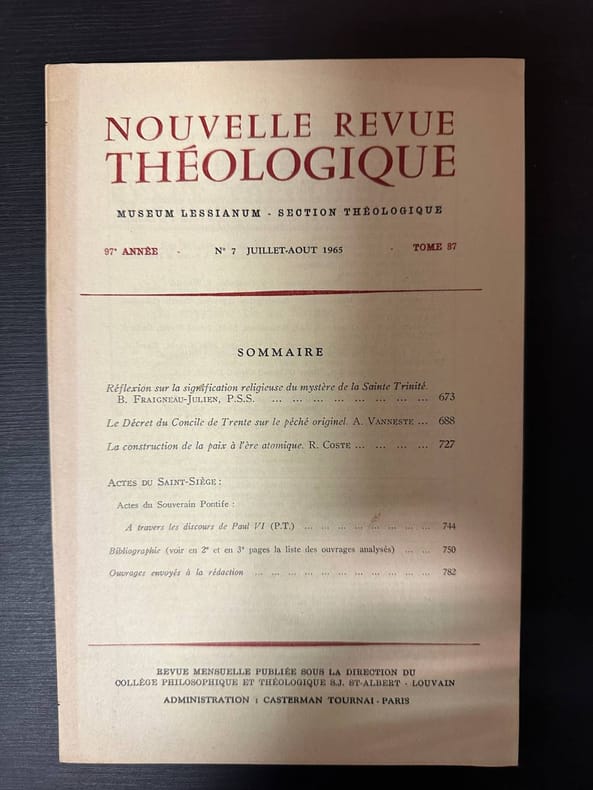 NOUVELLE REVUE
THÉOLOGIQUE
MUSEUM LESSIANUM - SECTION THÉOLOGIQUE
97e ANNÉE - N° 7 JUILLET-AOUT 1965 · TOME 87
SOMMAIRE
Réflexion sur la signification religieuse du mystère de la Sainte Trinité.
B. FRAIGNEAU-JULIEN, P.S.S. ... ... ... ... ... ... ... ... ... 673
Le Décret du Concile de Trente sur le péché originel. A. VANNESTE ... 688
La construction de la paix à l'ère atomique. R. COSTE ... ... ... ... 727
ACTES DU SAINT-SIÈGE :
Actes du Souverain Pontife :
A travers les discours de Paul VI (P.T.) ... ... ... ... ... ... ... ... 744
Bibliographie (voir en 2e et en 3e pages la liste des ouvrages analysés) ... ... 750
Ouvrages envoyés à la rédaction ... ... ... ... ... ... ... ... ... ... ... 782
REVUE MENSUELLE PUBLIÉE SOUS LA DIRECTION DU
COLLÈGE PHILOSOPHIQUE ET THÉOLOGIQUE S.J. ST-ALBERT - LOUVAIN
ADMINISTRATION : CASTERMAN TOURNAI - PARIS